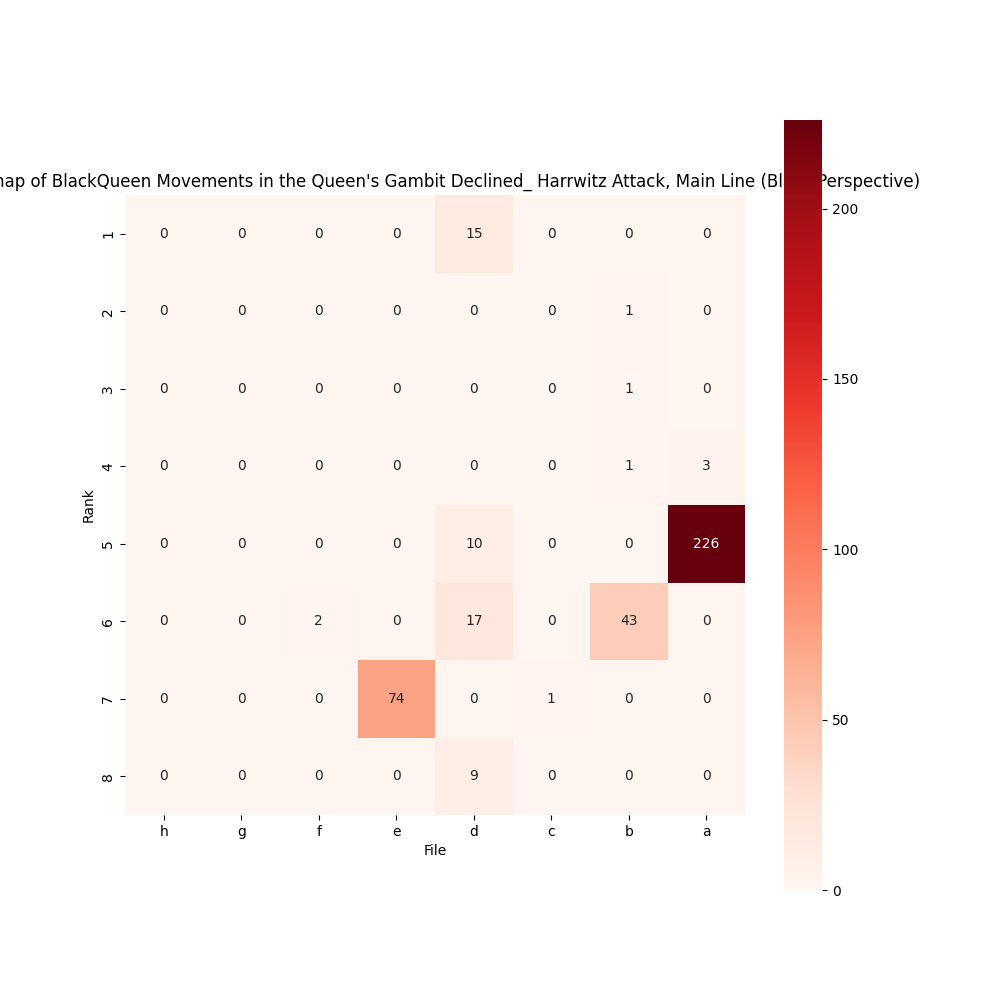 of BlackQueen Movements in the Queen's Gambit Declined_ Harrwitz Attack, Main Line Perspective)
1 0 0 0 0 15 0 0 0
2 0 0 0 0 0 0 1 0
3 0 0 0 0 0 0 1 0
4 0 0 0 0 0 0 1 3
5 0 0 0 0 10 0 0 226
6 0 0 2 0 17 0 43 0
7 0 0 0 74 0 1 0 0
8 0 0 0 0 9 0 0 0
h g f e d c b a
Rank
File
200
150
100
50
0